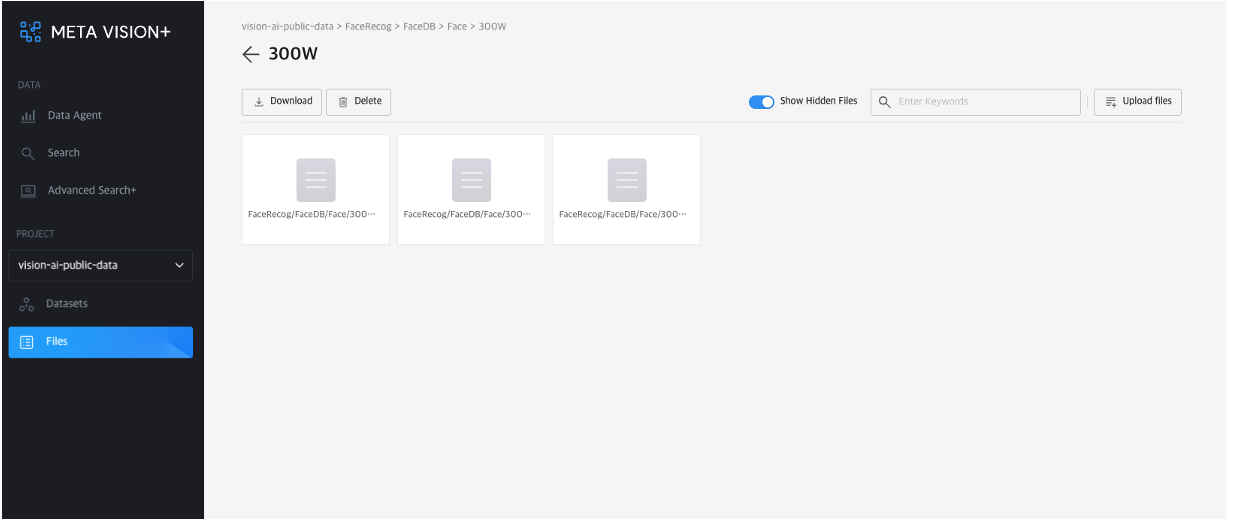 META VISION+
vision-ai-public-data > FaceRecog > FaceDB > Face > 300W
← 300W
DATA
Data Agent
Search
Advanced Search+
PROJECT
vision-ai-public-data
Datasets
Files
Download
Delete
Show Hidden Files
Enter Keywords
Upload files
FaceRecog/FaceDB/Face/300···
FaceRecog/FaceDB/Face/300···
FaceRecog/FaceDB/Face/300···